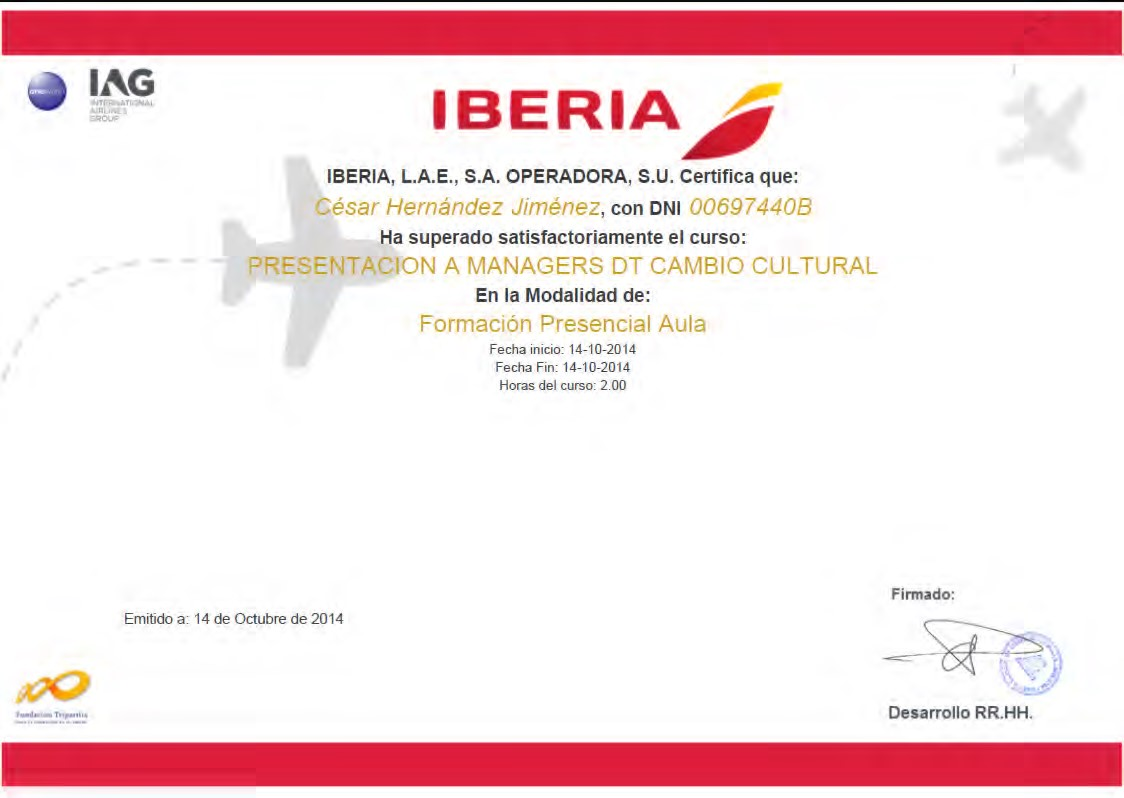 IAG
INTERNATIONAL
AIRLINES
GROUP
IBERIA
IBERIA, L.A.E., S.A. OPERADORA, S.U. Certifica que:
César Hernández Jiménez, con DNI 00697440B
Ha superado satisfactoriamente el curso:
PRESENTACION A MANAGERS DT CAMBIO CULTURAL
En la Modalidad de:
Formación Presencial Aula
Fecha inicio: 14-10-2014
Fecha Fin: 14-10-2014
Horas del curso: 2.00
Firmado:
Emitido a: 14 de Octubre de 2014
Fundación Tripartita
Desarrollo RR.HH.